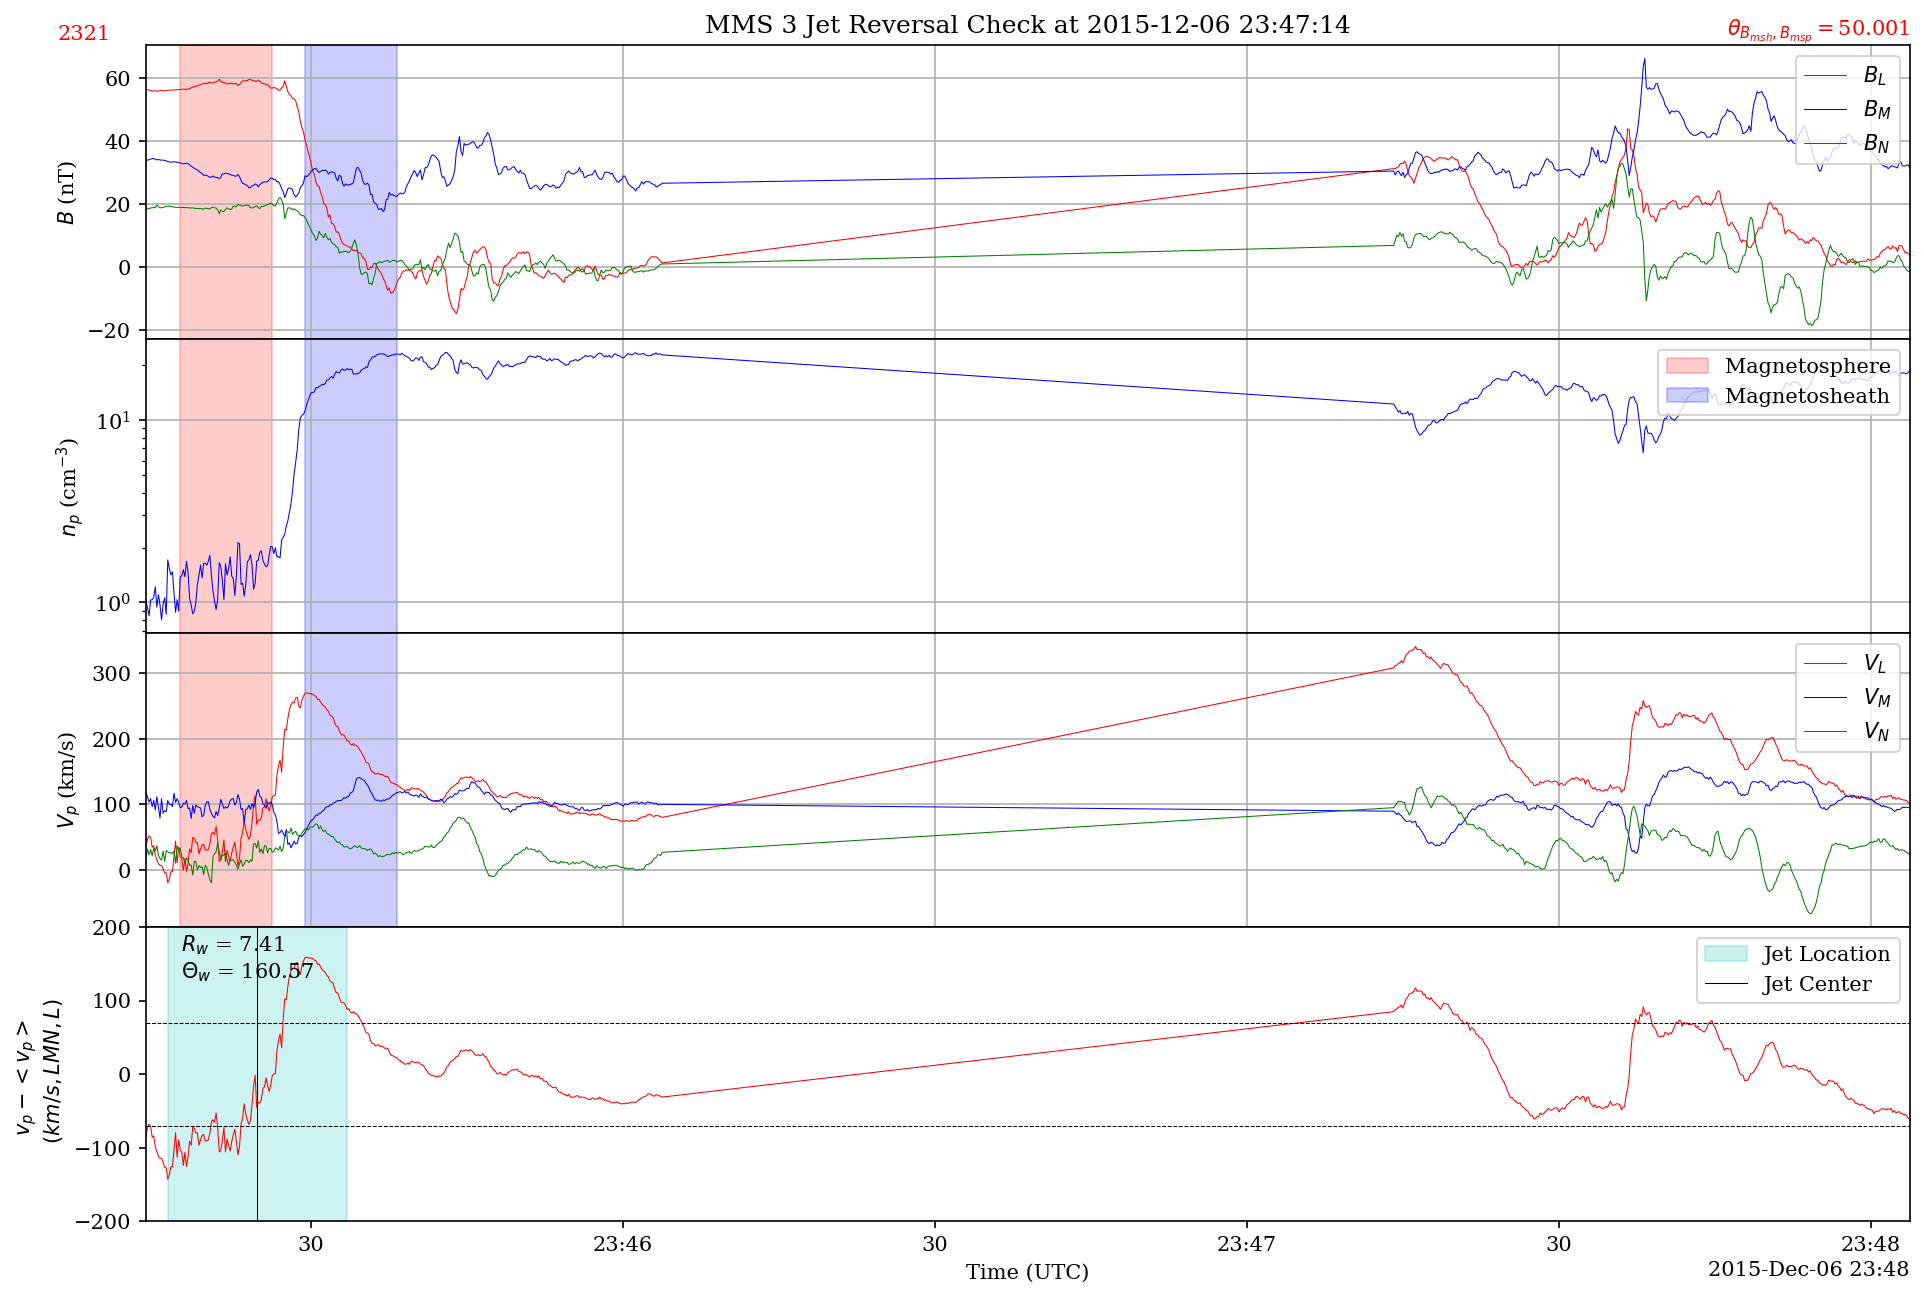 2321
MMS 3 Jet Reversal Check at 2015-12-06 23:47:14
θ_{B_{msh}, B_{msp}} = 50.001
60
40
20
0
−20
B (nT)
B_L
B_M
B_N
10^1
10^0
n_p (cm^{−3})
Magnetosphere
Magnetosheath
300
200
100
0
V_p (km/s)
V_L
V_M
V_N
200
100
0
−100
−200
v_p − < v_p >
(km/s, LMN, L)
R_w = 7.41
Θ_w = 160.57
Jet Location
Jet Center
30
23:46
30
23:47
30
23:48
Time (UTC)
2015-Dec-06 23:48